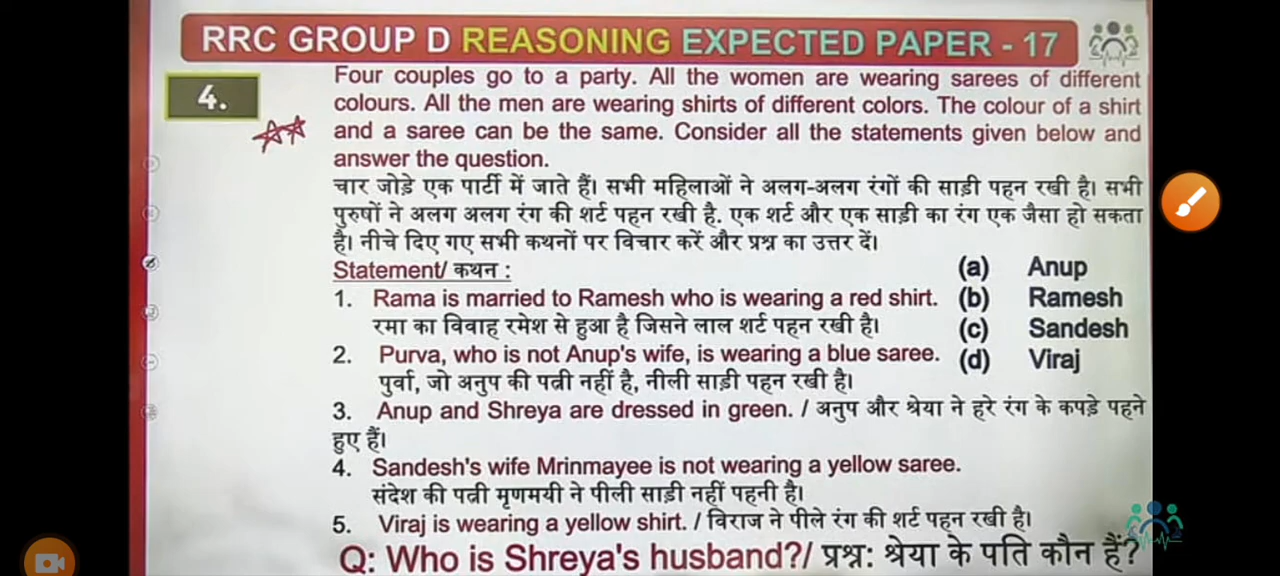 RRC GROUP D REASONING EXPECTED PAPER - 17
4.
Four couples go to a party. All the women are wearing sarees of different
colours. All the men are wearing shirts of different colors. The colour of a shirt
and a saree can be the same. Consider all the statements given below and
answer the question.
चार जोड़े एक पार्टी में जाते हैं। सभी महिलाओं ने अलग-अलग रंगों की साड़ी पहन रखी है। सभी
पुरुषों ने अलग अलग रंग की शर्ट पहन रखी है. एक शर्ट और एक साड़ी का रंग एक जैसा हो सकता
है। नीचे दिए गए सभी कथनों पर विचार करें और प्रश्न का उत्तर दें।
Statement/ कथन :
1. Rama is married to Ramesh who is wearing a red shirt.
रमा का विवाह रमेश से हुआ है जिसने लाल शर्ट पहन रखी है।
2. Purva, who is not Anup's wife, is wearing a blue saree.
पुर्वा, जो अनुप की पत्नी नहीं है, नीली साड़ी पहन रखी है।
3. Anup and Shreya are dressed in green. / अनुप और श्रेया ने हरे रंग के कपड़े पहने
हुए हैं।
4. Sandesh's wife Mrinmayee is not wearing a yellow saree.
संदेश की पत्नी मृणमयी ने पीली साड़ी नहीं पहनी है।
5. Viraj is wearing a yellow shirt. / विराज ने पीले रंग की शर्ट पहन रखी है।
(a) Anup
(b) Ramesh
(c) Sandesh
(d) Viraj
Q: Who is Shreya's husband?/ प्रश्न: श्रेया के पति कौन हैं?